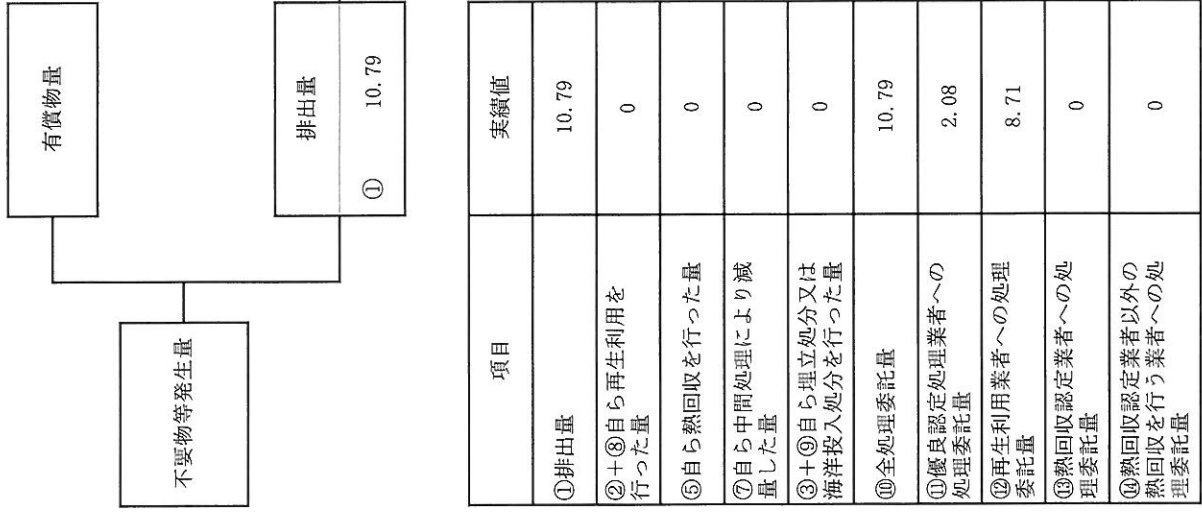 有償物量
不要物等発生量
排出量
① 10.79
項目 実績値
①排出量 10.79
②＋⑧自ら再生利用を
行った量 0
⑤自ら熱回収を行った量 0
⑦自ら中間処理により減
量した量 0
③＋⑨自ら埋立処分又は
海洋投入処分を行った量 0
⑩全処理委託量 10.79
⑪優良認定処理業者への
処理委託量 2.08
⑫再生利用業者への処理
委託量 8.71
⑬熱回収認定業者への処
理委託量 0
⑭熱回収認定業者以外の
熱回収を行う業者への処
理委託量 0